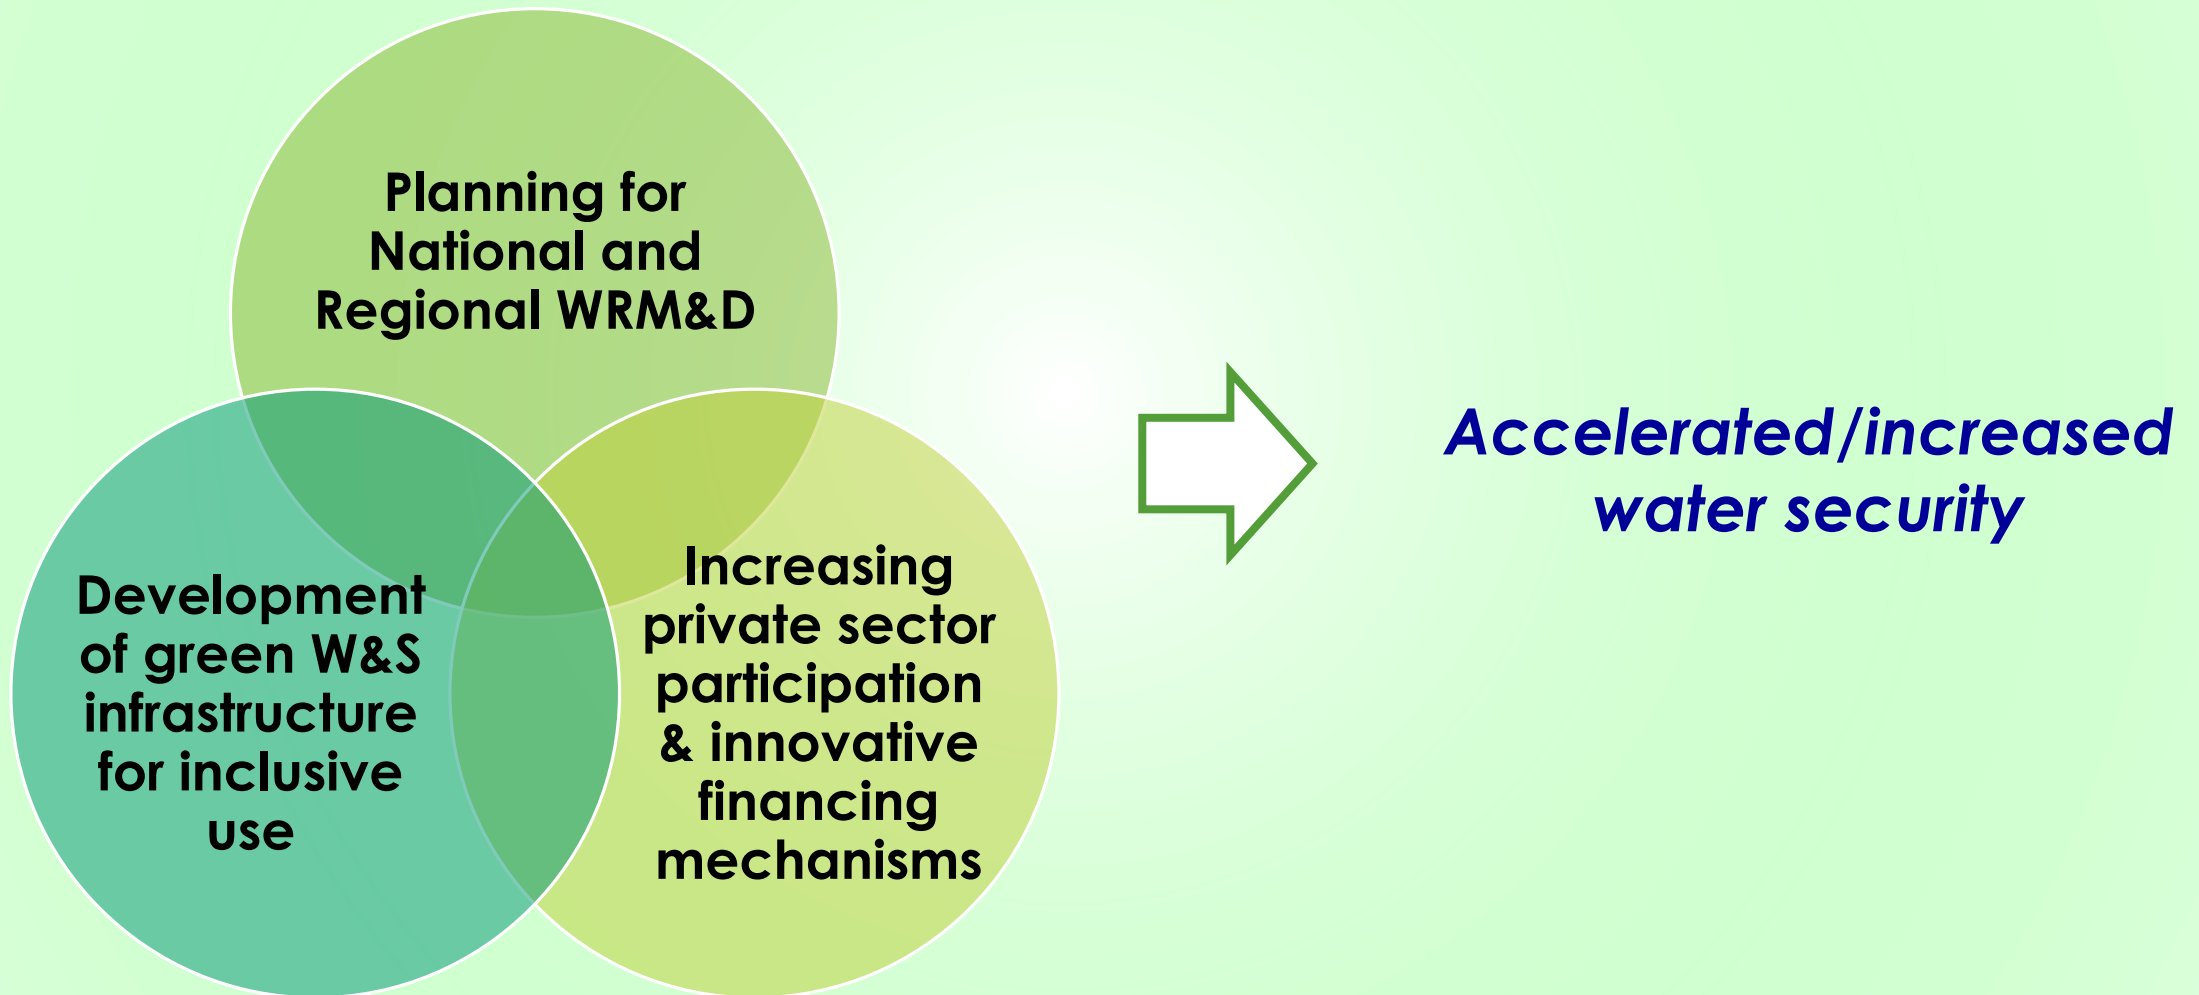 Planning for
National and
Regional WRM&D
Development
of green W&S
infrastructure
for inclusive
use
Increasing
private sector
participation
& innovative
financing
mechanisms
Accelerated/increased
water security